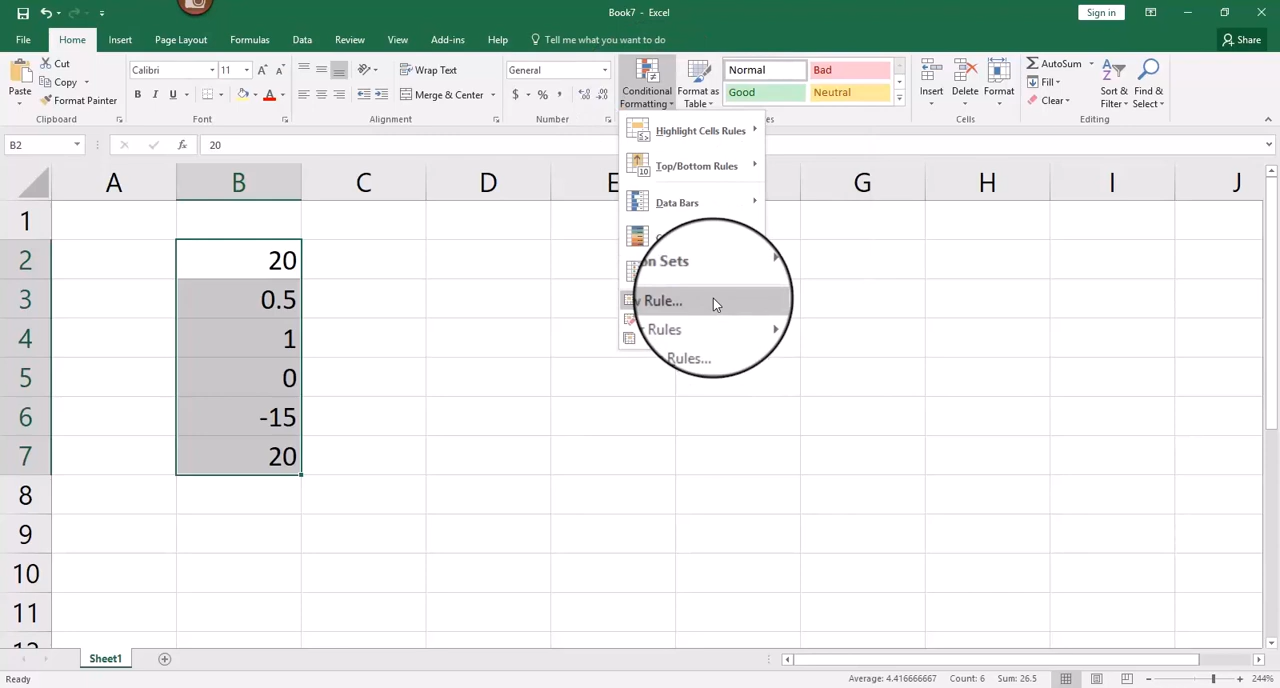 Book7 - Excel
Sign in
File Home Insert Page Layout Formulas Data Review View Add-ins Help Tell me what you want to do Share
Paste
Cut
Copy
Format Painter
Clipboard
Calibri 11
B I U
Font
Wrap Text
Merge & Center
Alignment
General
$ % ,
Number
Conditional Formatting
Format as Table
Normal Bad
Good Neutral
les
Insert Delete Format
Cells
AutoSum
Fill
Clear
Sort & Filter
Find & Select
Editing
Highlight Cells Rules
Top/Bottom Rules
Data Bars
on Sets
Rule...
Rules
Rules...
B2 fx 20
A B C D E G H I J
1
2 20
3 0.5
4 1
5 0
6 -15
7 20
8
9
10
11
Sheet1
Ready Average: 4.416666667 Count: 6 Sum: 26.5 244%